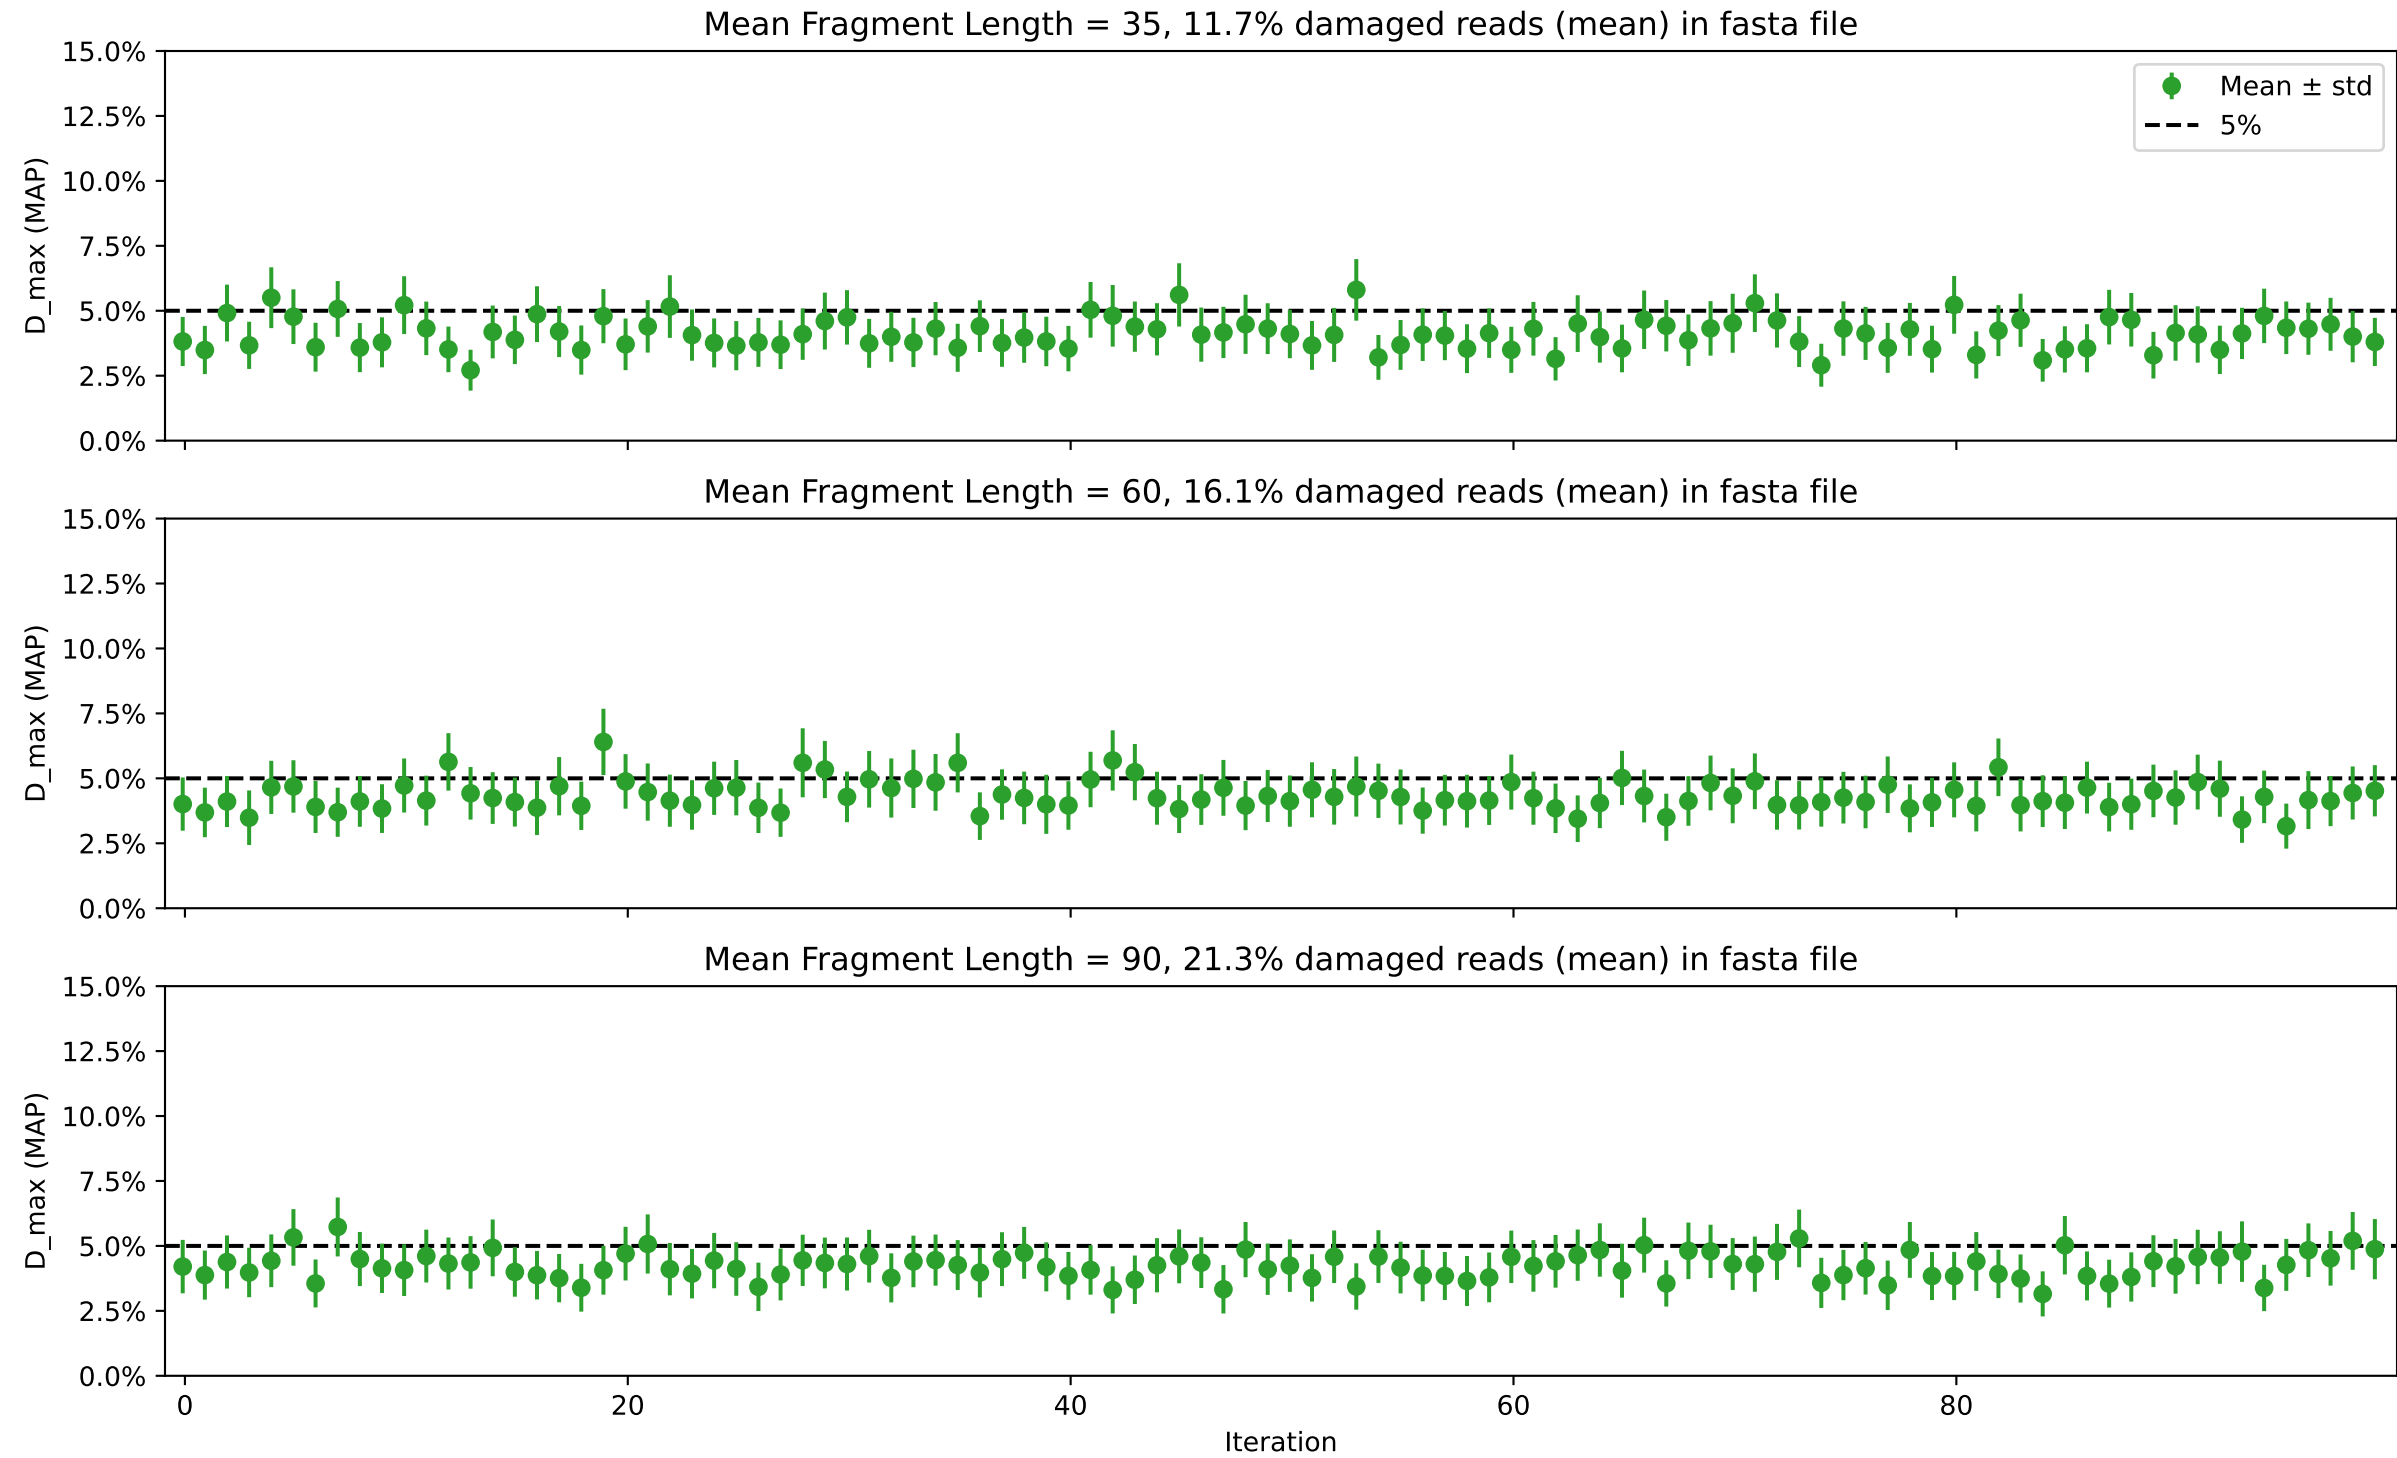 Mean Fragment Length = 35, 11.7% damaged reads (mean) in fasta file
15.0%
12.5%
10.0%
7.5%
5.0%
2.5%
0.0%
D_max (MAP)
Mean ± std
5%
Mean Fragment Length = 60, 16.1% damaged reads (mean) in fasta file
15.0%
12.5%
10.0%
7.5%
5.0%
2.5%
0.0%
D_max (MAP)
Mean Fragment Length = 90, 21.3% damaged reads (mean) in fasta file
15.0%
12.5%
10.0%
7.5%
5.0%
2.5%
0.0%
D_max (MAP)
0 20 40 60 80
Iteration